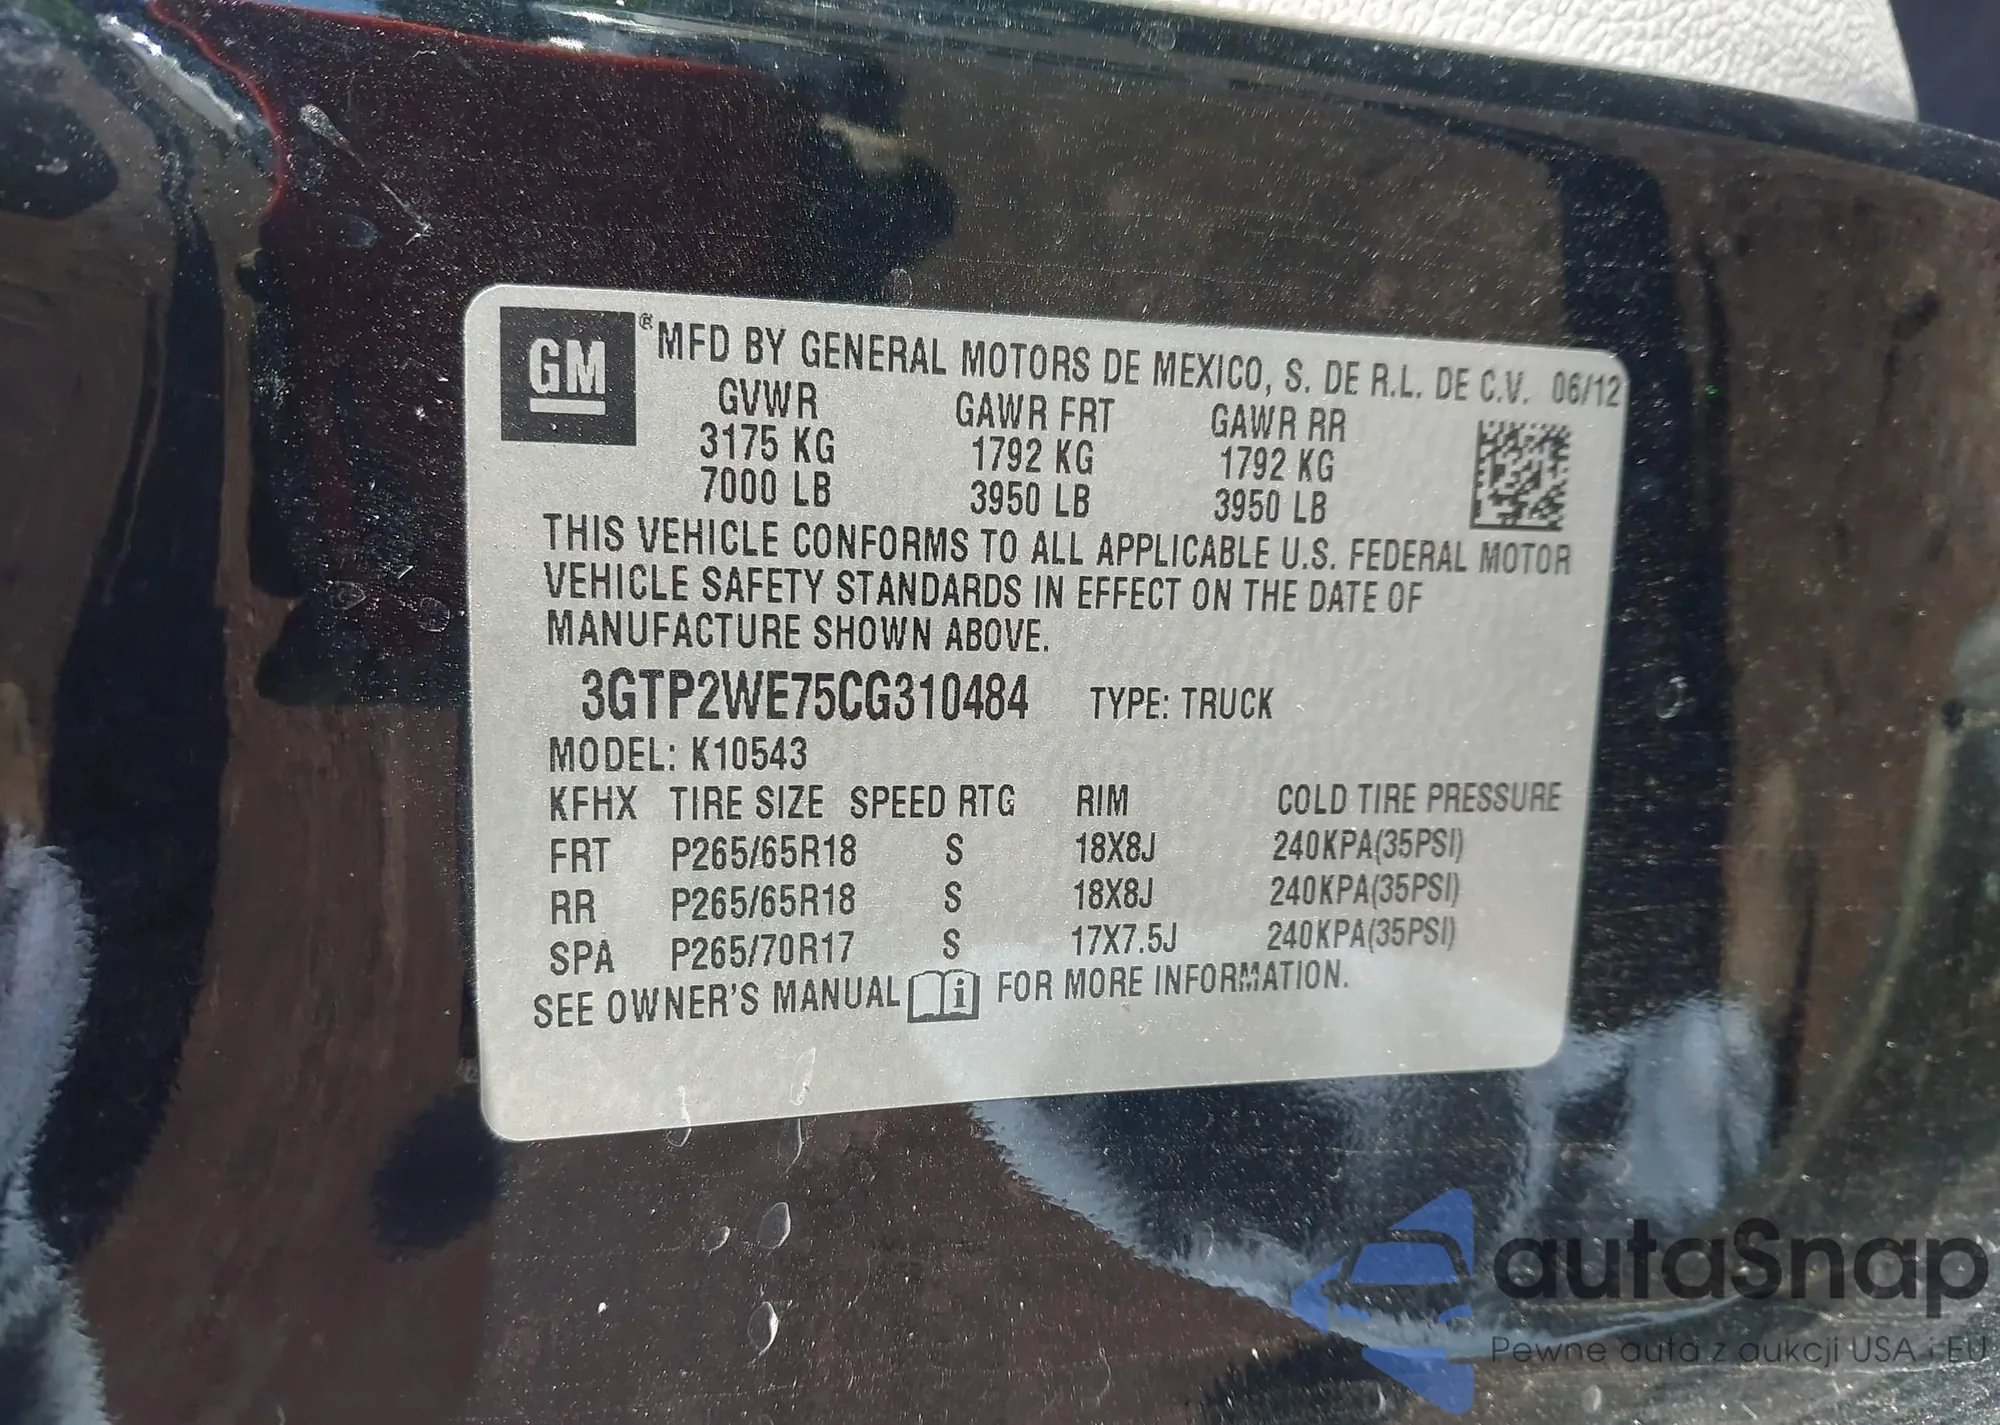 GM ® MFD BY GENERAL MOTORS DE MEXICO, S. DE R.L. DE C.V. 06/12
GVWR GAWR FRT GAWR RR
3175 KG 1792 KG 1792 KG
7000 LB 3950 LB 3950 LB
THIS VEHICLE CONFORMS TO ALL APPLICABLE U.S. FEDERAL MOTOR
VEHICLE SAFETY STANDARDS IN EFFECT ON THE DATE OF
MANUFACTURE SHOWN ABOVE.
3GTP2WE75CG310484 TYPE: TRUCK
MODEL: K10543
KFHX TIRE SIZE SPEED RTG RIM COLD TIRE PRESSURE
FRT P265/65R18 S 18X8J 240KPA(35PSI)
RR P265/65R18 S 18X8J 240KPA(35PSI)
SPA P265/70R17 S 17X7.5J 240KPA(35PSI)
SEE OWNER'S MANUAL i FOR MORE INFORMATION.
autaSnap
Pewne auta z aukcji USA i EU